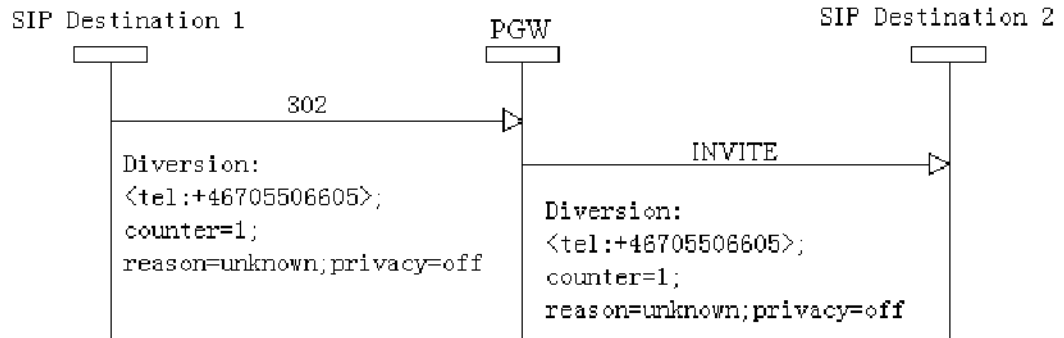 SIP Destination 1
PGW
SIP Destination 2
302
Diversion:
<tel:+46705506605>;
counter=1;
reason=unknown;privacy=off
INVITE
Diversion:
<tel:+46705506605>;
counter=1;
reason=unknown;privacy=off